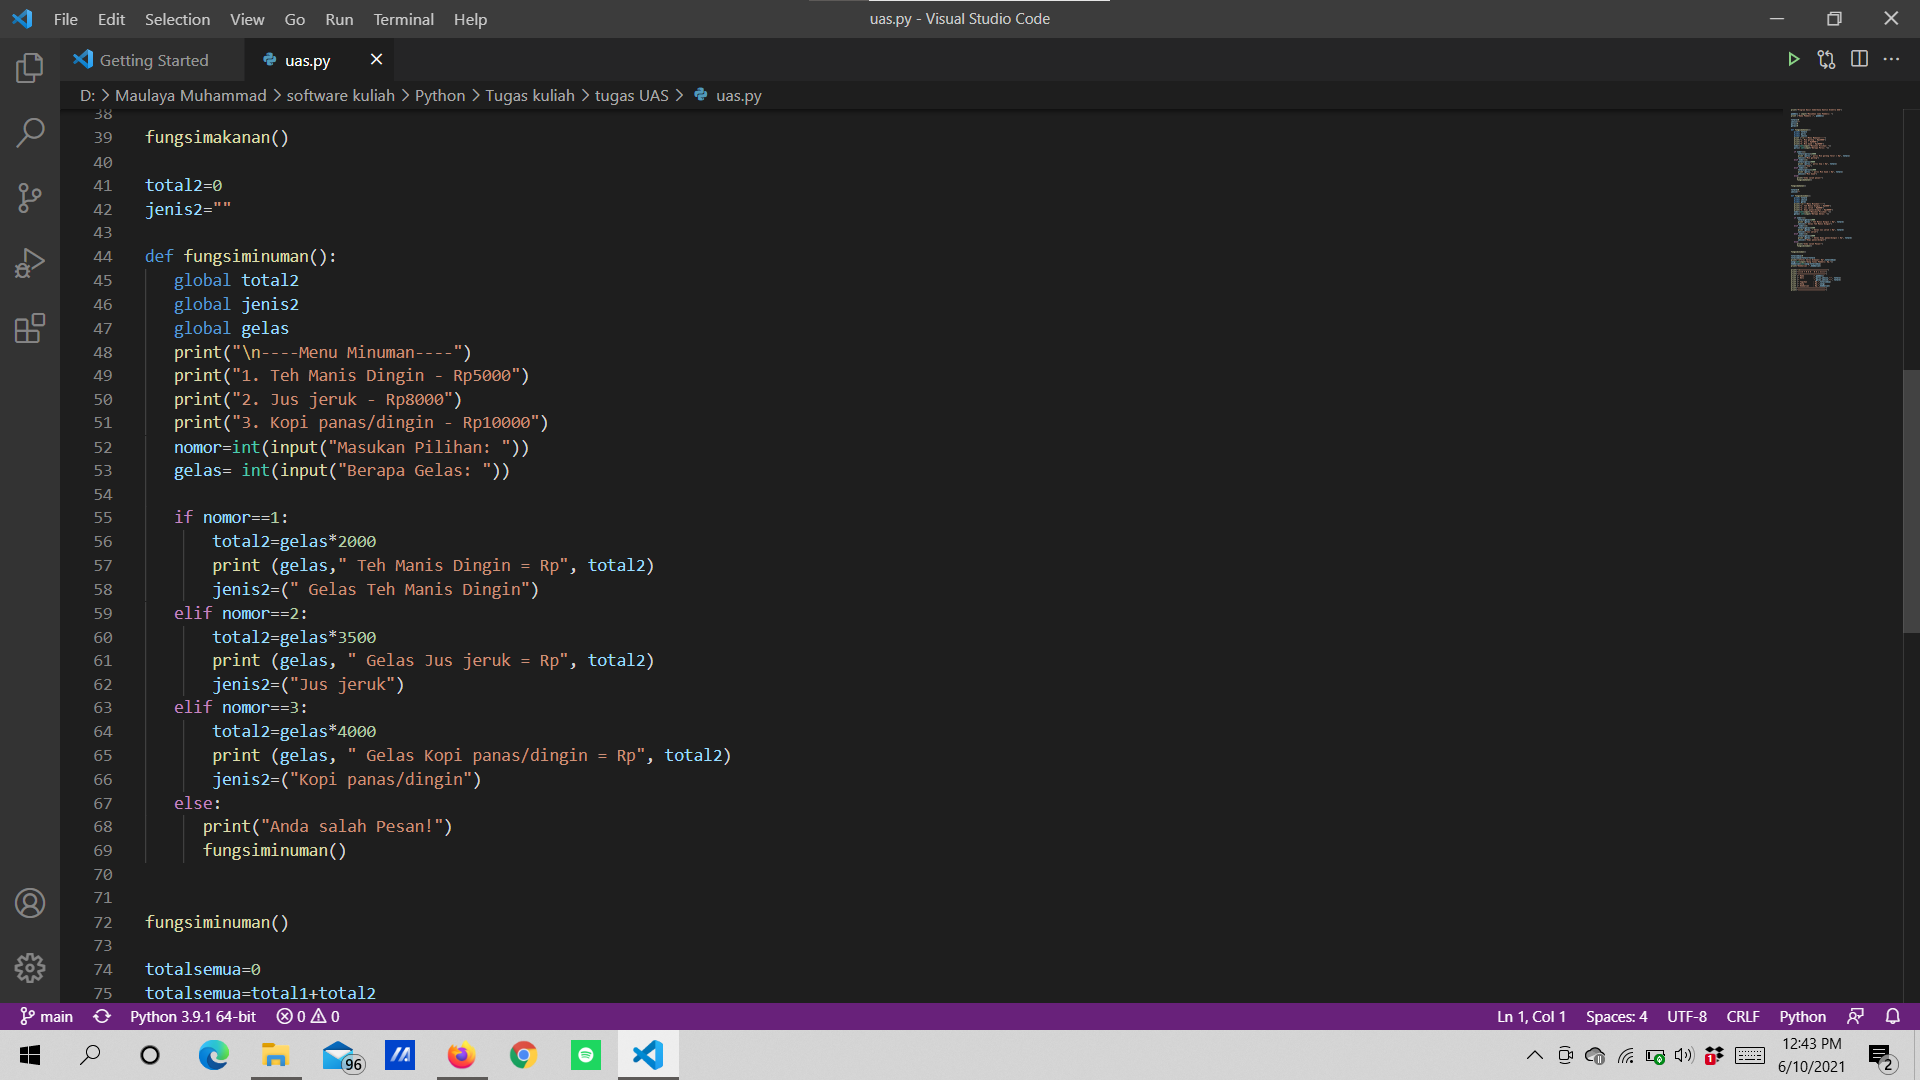 File Edit Selection View Go Run Terminal Help
uas.py - Visual Studio Code
Getting Started
uas.py
D: > Maulaya Muhammad > software kuliah > Python > Tugas kuliah > tugas UAS > uas.py
38
39 fungsimakanan()
40
41 total2=0
42 jenis2=""
43
44 def fungsiminuman():
45 global total2
46 global jenis2
47 global gelas
48 print("\n----Menu Minuman----")
49 print("1. Teh Manis Dingin - Rp5000")
50 print("2. Jus jeruk - Rp8000")
51 print("3. Kopi panas/dingin - Rp10000")
52 nomor=int(input("Masukan Pilihan: "))
53 gelas= int(input("Berapa Gelas: "))
54
55 if nomor==1:
56 total2=gelas*2000
57 print (gelas," Teh Manis Dingin = Rp", total2)
58 jenis2=(" Gelas Teh Manis Dingin")
59 elif nomor==2:
60 total2=gelas*3500
61 print (gelas, " Gelas Jus jeruk = Rp", total2)
62 jenis2=("Jus jeruk")
63 elif nomor==3:
64 total2=gelas*4000
65 print (gelas, " Gelas Kopi panas/dingin = Rp", total2)
66 jenis2=("Kopi panas/dingin")
67 else:
68 print("Anda salah Pesan!")
69 fungsiminuman()
70
71
72 fungsiminuman()
73
74 totalsemua=0
75 totalsemua=total1+total2
main Python 3.9.1 64-bit 0 0 Ln 1, Col 1 Spaces: 4 UTF-8 CRLF Python
96
1
12:43 PM
6/10/2021
2